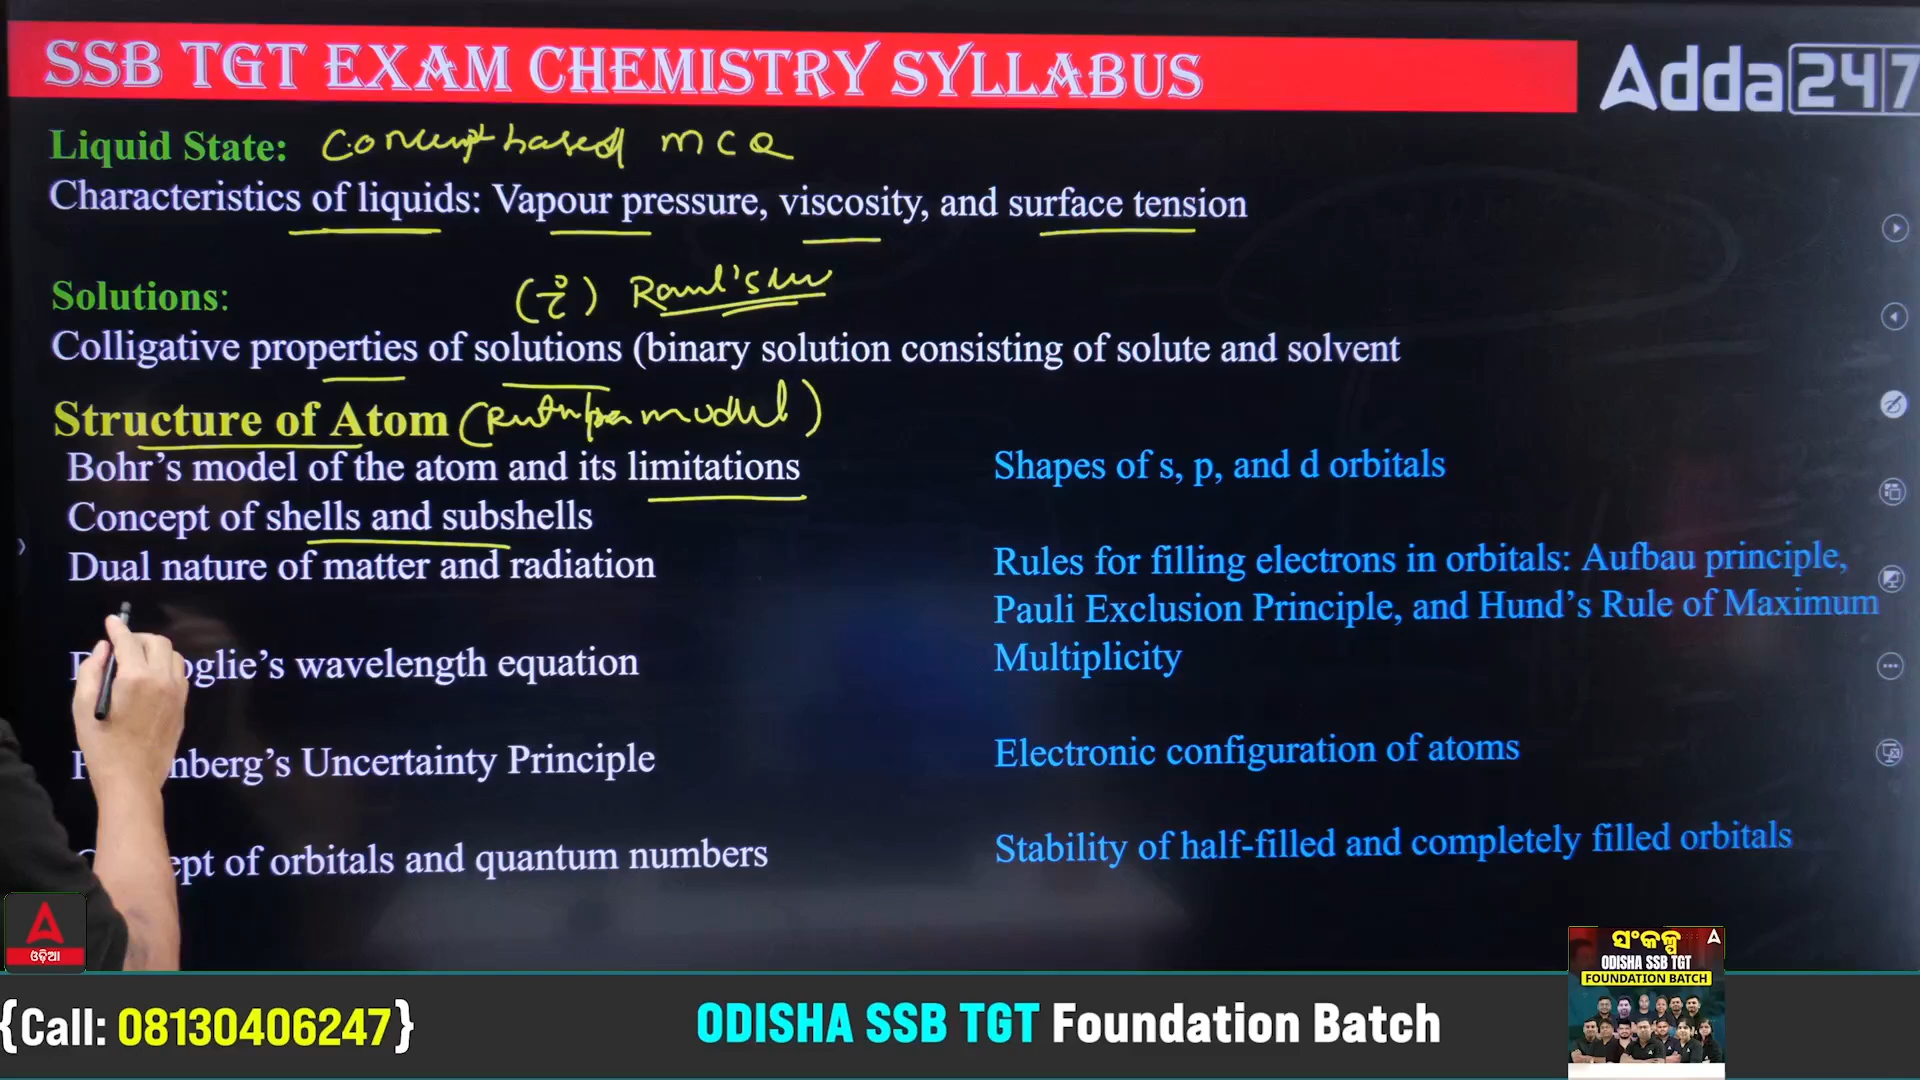 SSB TGT EXAM CHEMISTRY SYLLABUS
Adda247
Liquid State: Concept based MCQ
Characteristics of liquids: Vapour pressure, viscosity, and surface tension
Solutions: (i)
Colligative properties of solutions (binary solution consisting of solute and solvent
Structure of Atom
Bohr's model of the atom and its limitations
Concept of shells and subshells
Dual nature of matter and radiation
oglie's wavelength equation
nberg's Uncertainty Principle
ept of orbitals and quantum numbers
Shapes of s, p, and d orbitals
Rules for filling electrons in orbitals: Aufbau principle,
Pauli Exclusion Principle, and Hund's Rule of Maximum
Multiplicity
Electronic configuration of atoms
Stability of half-filled and completely filled orbitals
ଓଡ଼ିଆ
{Call: 08130406247}
ODISHA SSB TGT Foundation Batch
ସଂକଳ୍ପ
ODISHA SSB TGT
FOUNDATION BATCH